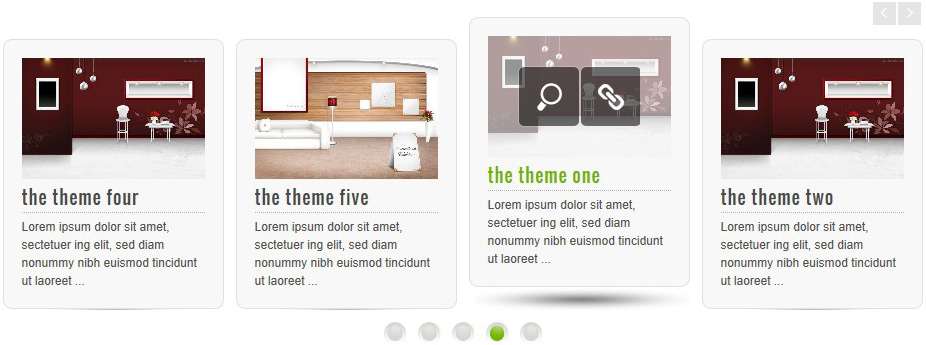 the theme four
Lorem ipsum dolor sit amet,
sectetuer ing elit, sed diam
nonummy nibh euismod tincidunt
ut laoreet ...
the theme five
Lorem ipsum dolor sit amet,
sectetuer ing elit, sed diam
nonummy nibh euismod tincidunt
ut laoreet ...
the theme one
Lorem ipsum dolor sit amet,
sectetuer ing elit, sed diam
nonummy nibh euismod tincidunt
ut laoreet ...
the theme two
Lorem ipsum dolor sit amet,
sectetuer ing elit, sed diam
nonummy nibh euismod tincidunt
ut laoreet ...